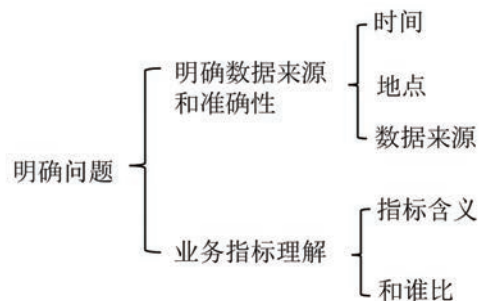 时间
明确数据来源
和准确性
地点
数据来源
明确问题
指标含义
业务指标理解
和谁比